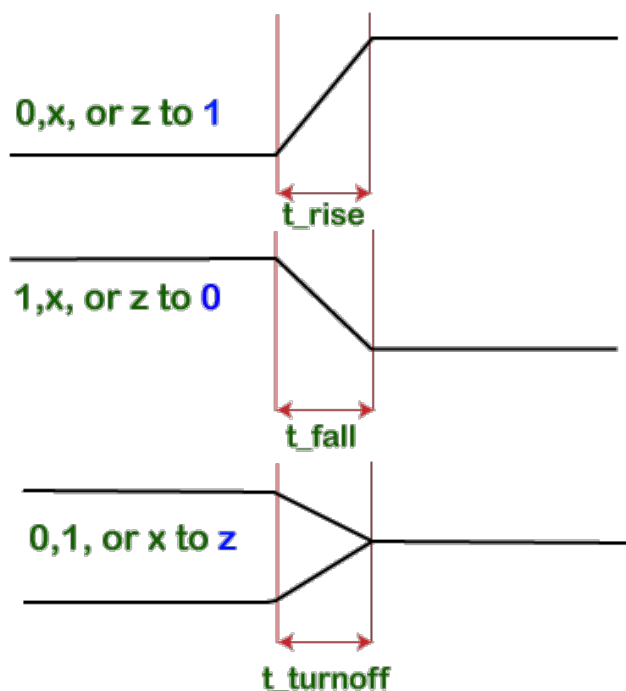 0,x, or z to 1
t_rise
1,x, or z to 0
t_fall
0,1, or x to z
t_turnoff